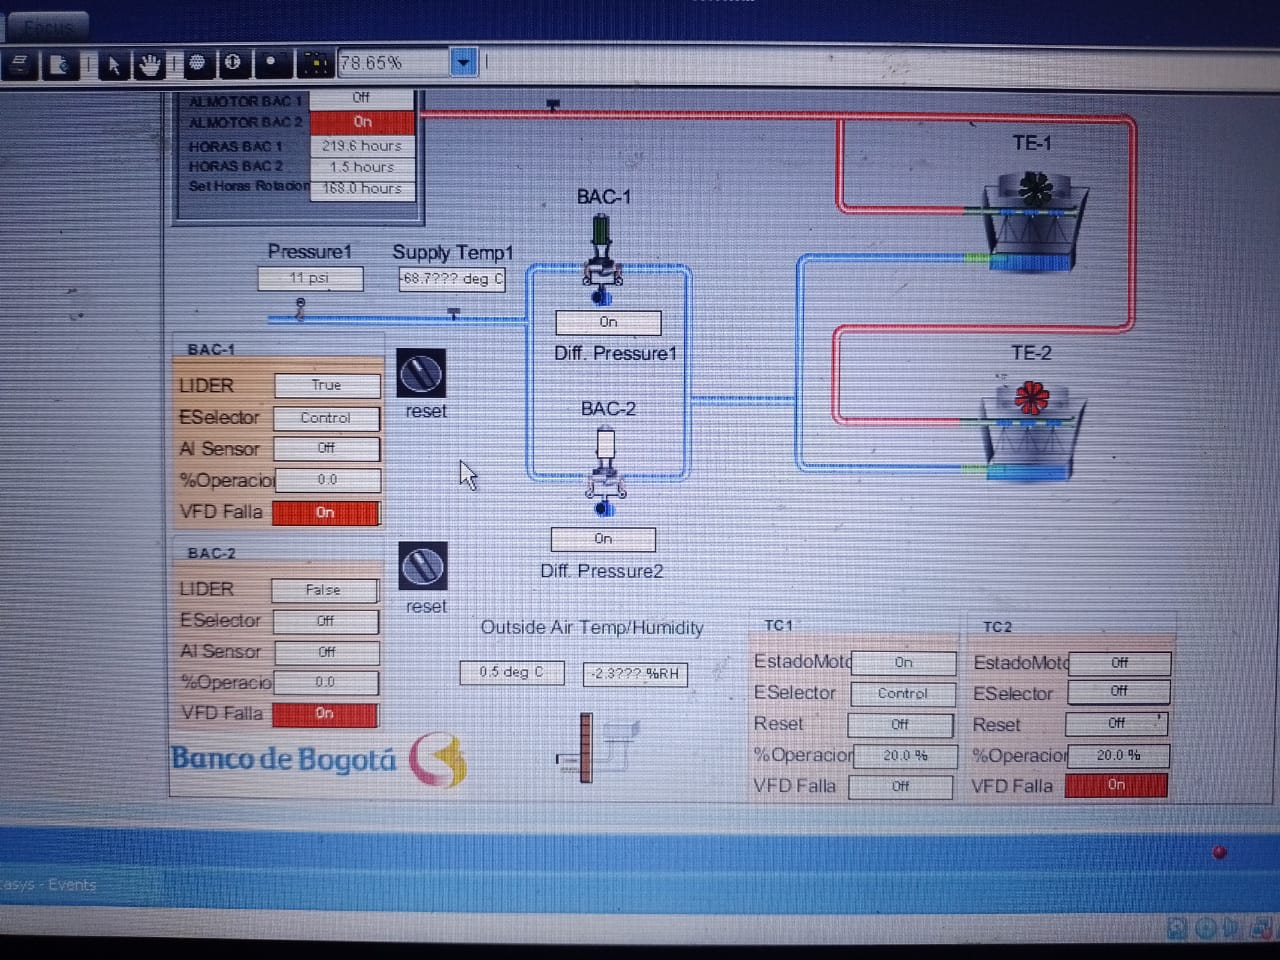 Focus
78.65%
ALMOTOR BAC 1 Off
ALMOTOR BAC 2 On
HORAS BAC 1 219.6 hours
HORAS BAC 2 1.5 hours
Set Horas Rotacion 168.0 hours
TE-1
BAC-1
Pressure1
11 psi
Supply Temp1
-68.7??? deg C
On
Diff. Pressure1
TE-2
BAC-2
On
Diff. Pressure2
BAC-1
LIDER True
ESelector Control
Al Sensor Off
%Operacio 0.0
VFD Falla On
reset
BAC-2
LIDER False
ESelector Off
Al Sensor Off
%Operacio 0.0
VFD Falla On
reset
Outside Air Temp/Humidity
0.5 deg C -2.3??? %RH
TC1
EstadoMoto On
ESelector Control
Reset Off
%Operacion 20.0 %
VFD Falla Off
TC2
EstadoMoto Off
ESelector Off
Reset Off
%Operacion 20.0 %
VFD Falla On
Banco de Bogotá
asys - Events